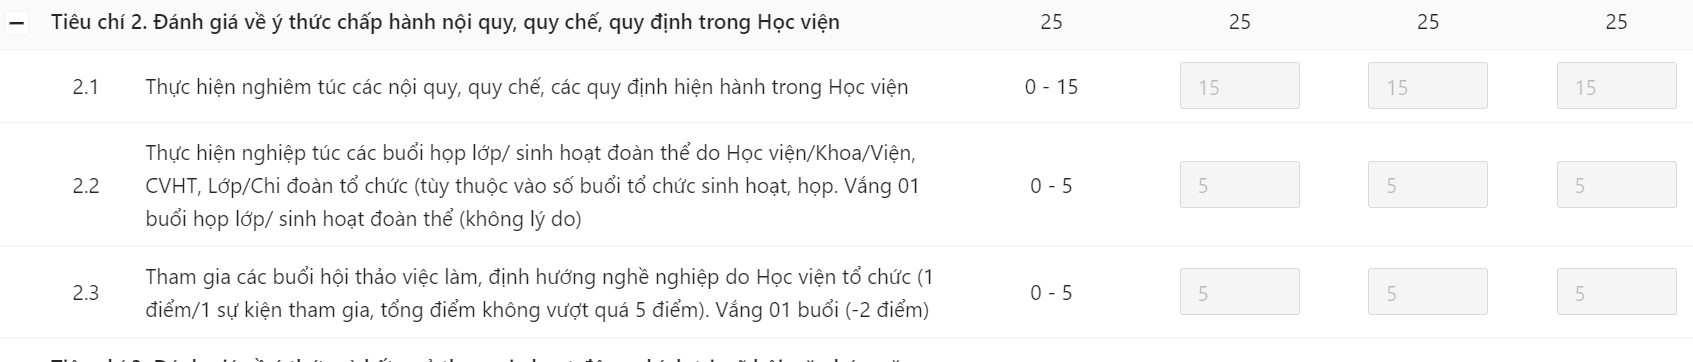 Tiêu chí 2. Đánh giá về ý thức chấp hành nội quy, quy chế, quy định trong Học viện 25 25 25 25
2.1 Thực hiện nghiêm túc các nội quy, quy chế, các quy định hiện hành trong Học viện 0 - 15 15 15 15
Thực hiện nghiệp túc các buổi họp lớp/ sinh hoạt đoàn thể do Học viện/Khoa/Viện,
2.2 CVHT, Lớp/Chi đoàn tổ chức (tùy thuộc vào số buổi tổ chức sinh hoạt, họp. Vắng 01 0 - 5 5 5 5
buổi họp lớp/ sinh hoạt đoàn thể (không lý do)
2.3 Tham gia các buổi hội thảo việc làm, định hướng nghề nghiệp do Học viện tổ chức (1 0 - 5 5 5 5
điểm/1 sự kiện tham gia, tổng điểm không vượt quá 5 điểm). Vắng 01 buổi (-2 điểm)